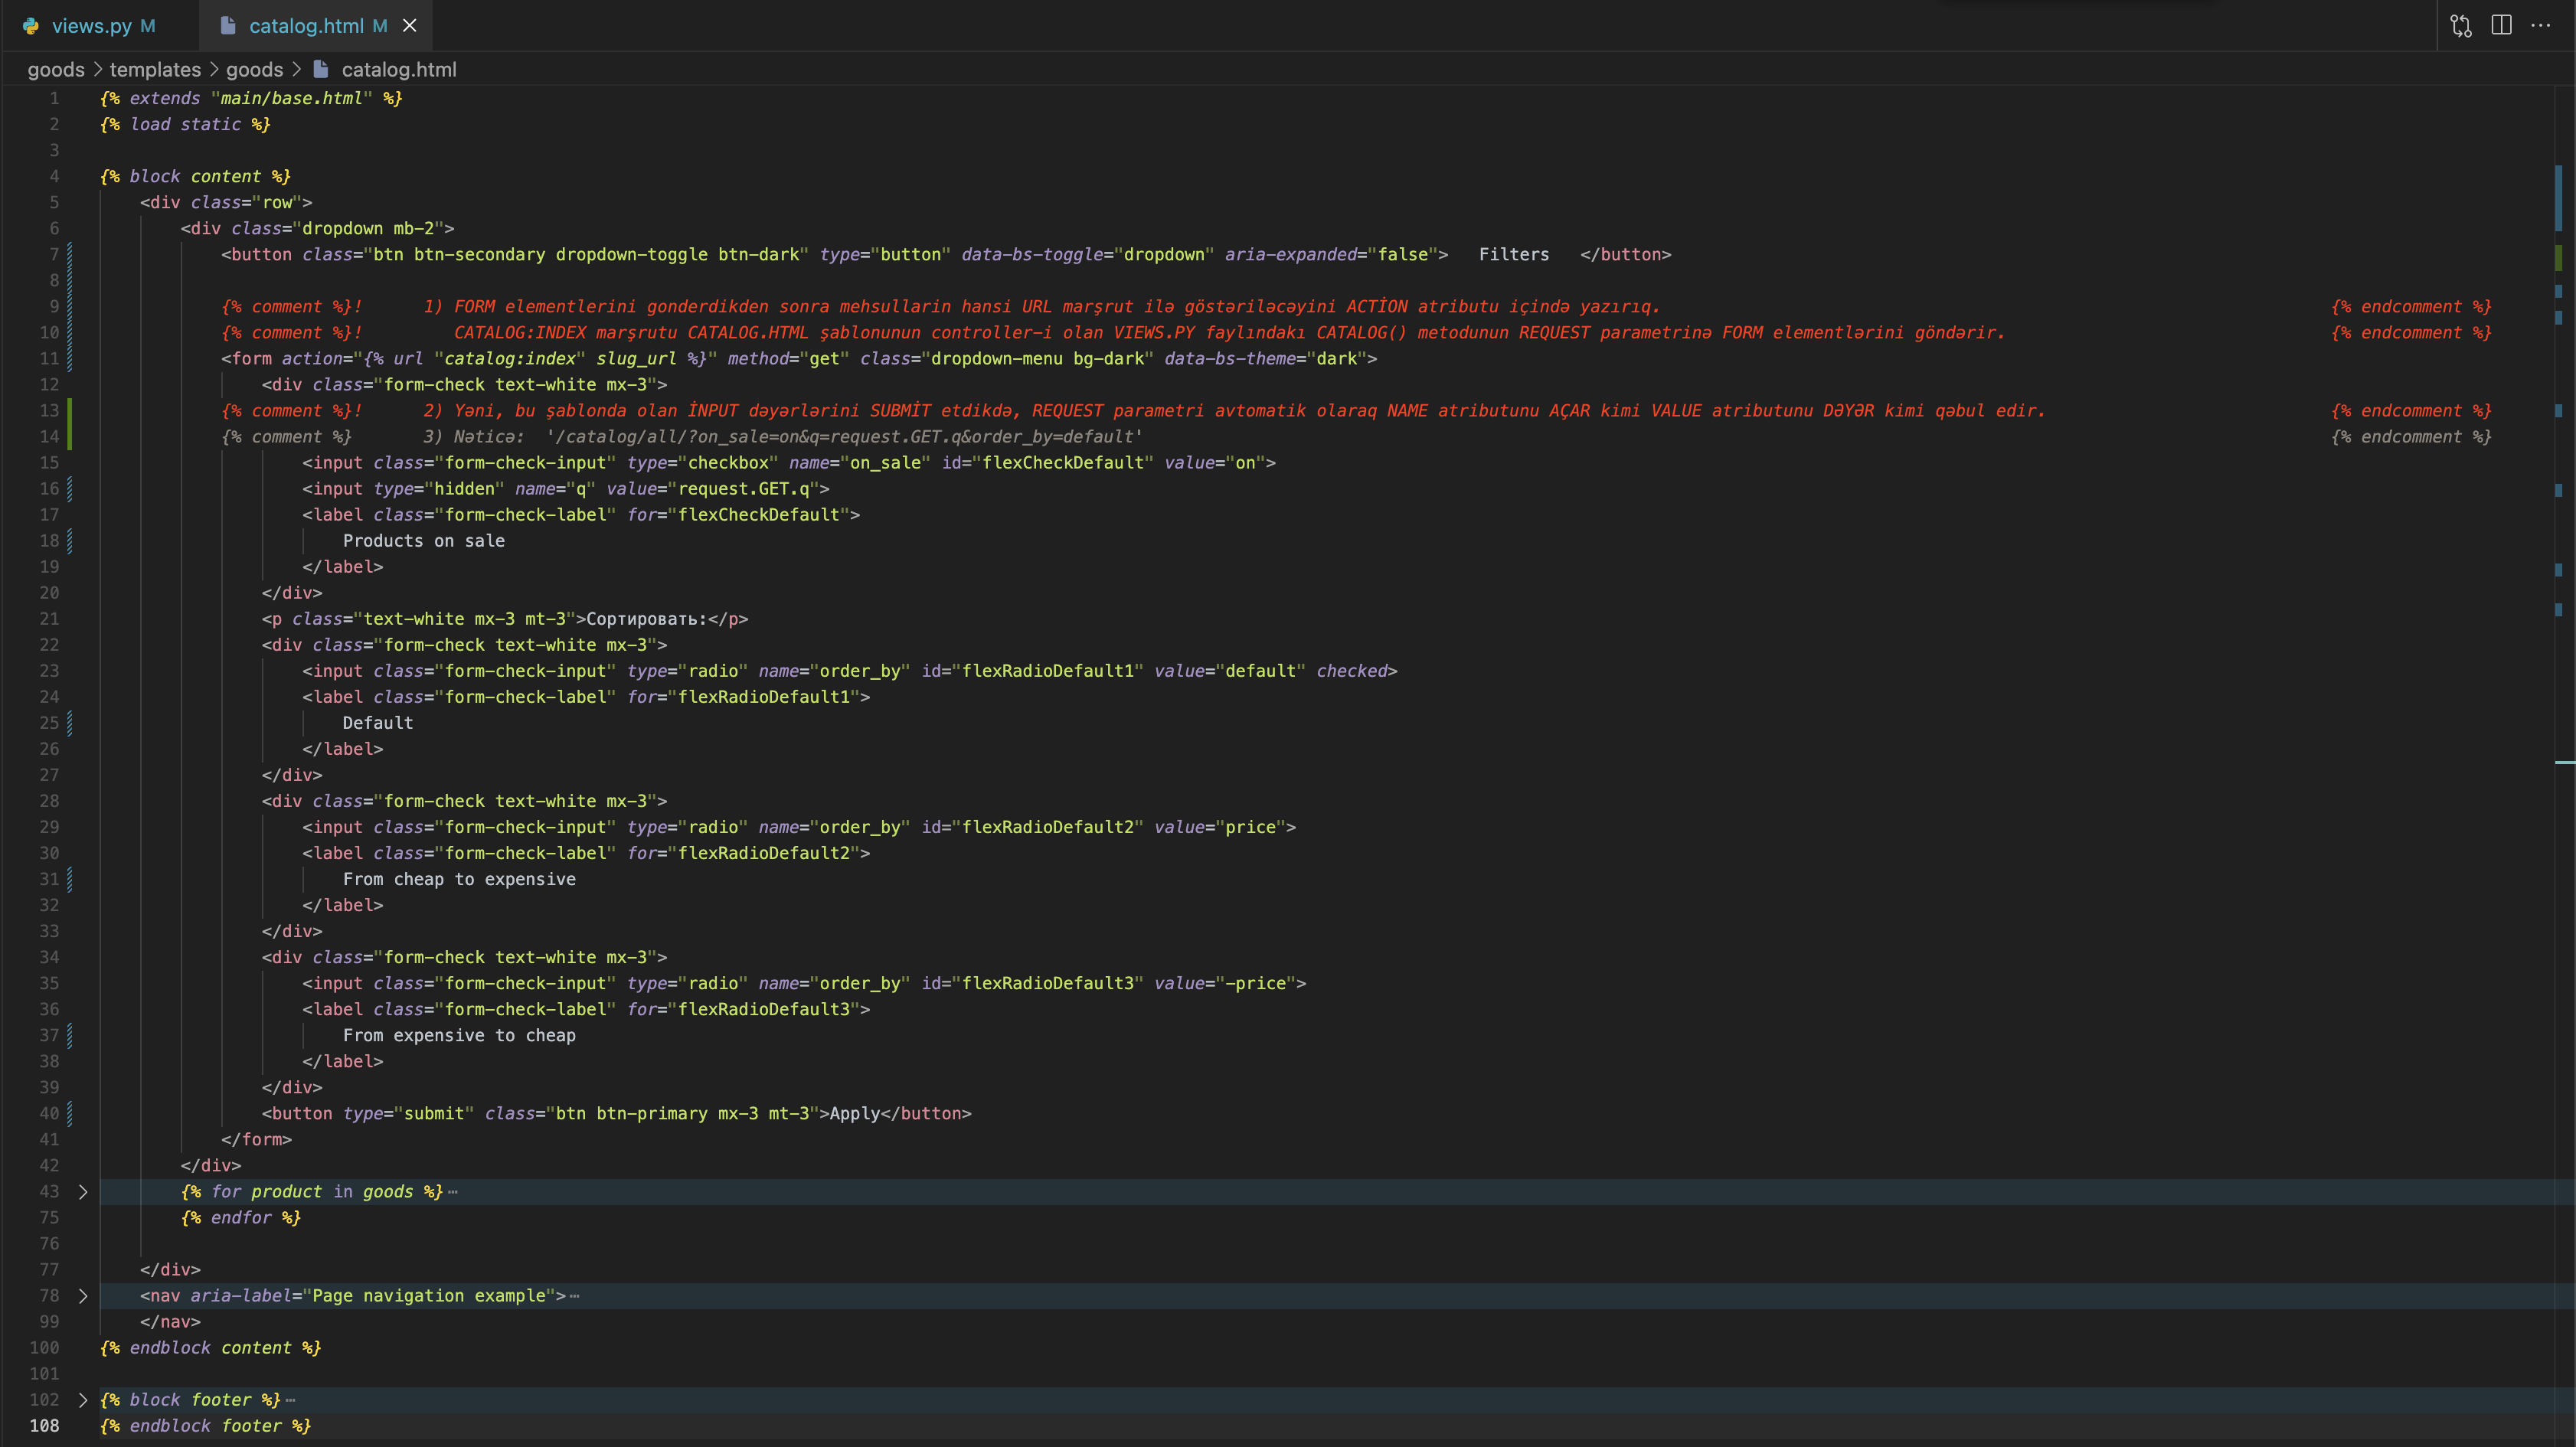 views.py M
catalog.html M
goods > templates > goods > catalog.html
1 {% extends "main/base.html" %}
2 {% load static %}
3
4 {% block content %}
5 <div class="row">
6 <div class="dropdown mb-2">
7 <button class="btn btn-secondary dropdown-toggle btn-dark" type="button" data-bs-toggle="dropdown" aria-expanded="false"> Filters </button>
8
9 {% comment %}! 1) FORM elementlerini gonderdikden sonra mehsullarin hansi URL marşrut ilə göstəriləcəyini ACTİON atributu içində yazırıq. {% endcomment %}
10 {% comment %}! CATALOG:INDEX marşrutu CATALOG.HTML şablonunun controller-i olan VIEWS.PY faylındakı CATALOG() metodunun REQUEST parametrinə FORM elementlərini göndərir. {% endcomment %}
11 <form action="{% url "catalog:index" slug_url %}" method="get" class="dropdown-menu bg-dark" data-bs-theme="dark">
12 <div class="form-check text-white mx-3">
13 {% comment %}! 2) Yəni, bu şablonda olan İNPUT dəyərlərini SUBMİT etdikdə, REQUEST parametri avtomatik olaraq NAME atributunu AÇAR kimi VALUE atributunu DƏYƏR kimi qəbul edir. {% endcomment %}
14 {% comment %} 3) Nəticə: '/catalog/all/?on_sale=on&q=request.GET.q&order_by=default' {% endcomment %}
15 <input class="form-check-input" type="checkbox" name="on_sale" id="flexCheckDefault" value="on">
16 <input type="hidden" name="q" value="request.GET.q">
17 <label class="form-check-label" for="flexCheckDefault">
18 Products on sale
19 </label>
20 </div>
21 <p class="text-white mx-3 mt-3">Сортировать:</p>
22 <div class="form-check text-white mx-3">
23 <input class="form-check-input" type="radio" name="order_by" id="flexRadioDefault1" value="default" checked>
24 <label class="form-check-label" for="flexRadioDefault1">
25 Default
26 </label>
27 </div>
28 <div class="form-check text-white mx-3">
29 <input class="form-check-input" type="radio" name="order_by" id="flexRadioDefault2" value="price">
30 <label class="form-check-label" for="flexRadioDefault2">
31 From cheap to expensive
32 </label>
33 </div>
34 <div class="form-check text-white mx-3">
35 <input class="form-check-input" type="radio" name="order_by" id="flexRadioDefault3" value="-price">
36 <label class="form-check-label" for="flexRadioDefault3">
37 From expensive to cheap
38 </label>
39 </div>
40 <button type="submit" class="btn btn-primary mx-3 mt-3">Apply</button>
41 </form>
42 </div>
43 {% for product in goods %}⋯
75 {% endfor %}
76
77 </div>
78 <nav aria-label="Page navigation example">⋯
99 </nav>
100 {% endblock content %}
101
102 {% block footer %}⋯
108 {% endblock footer %}